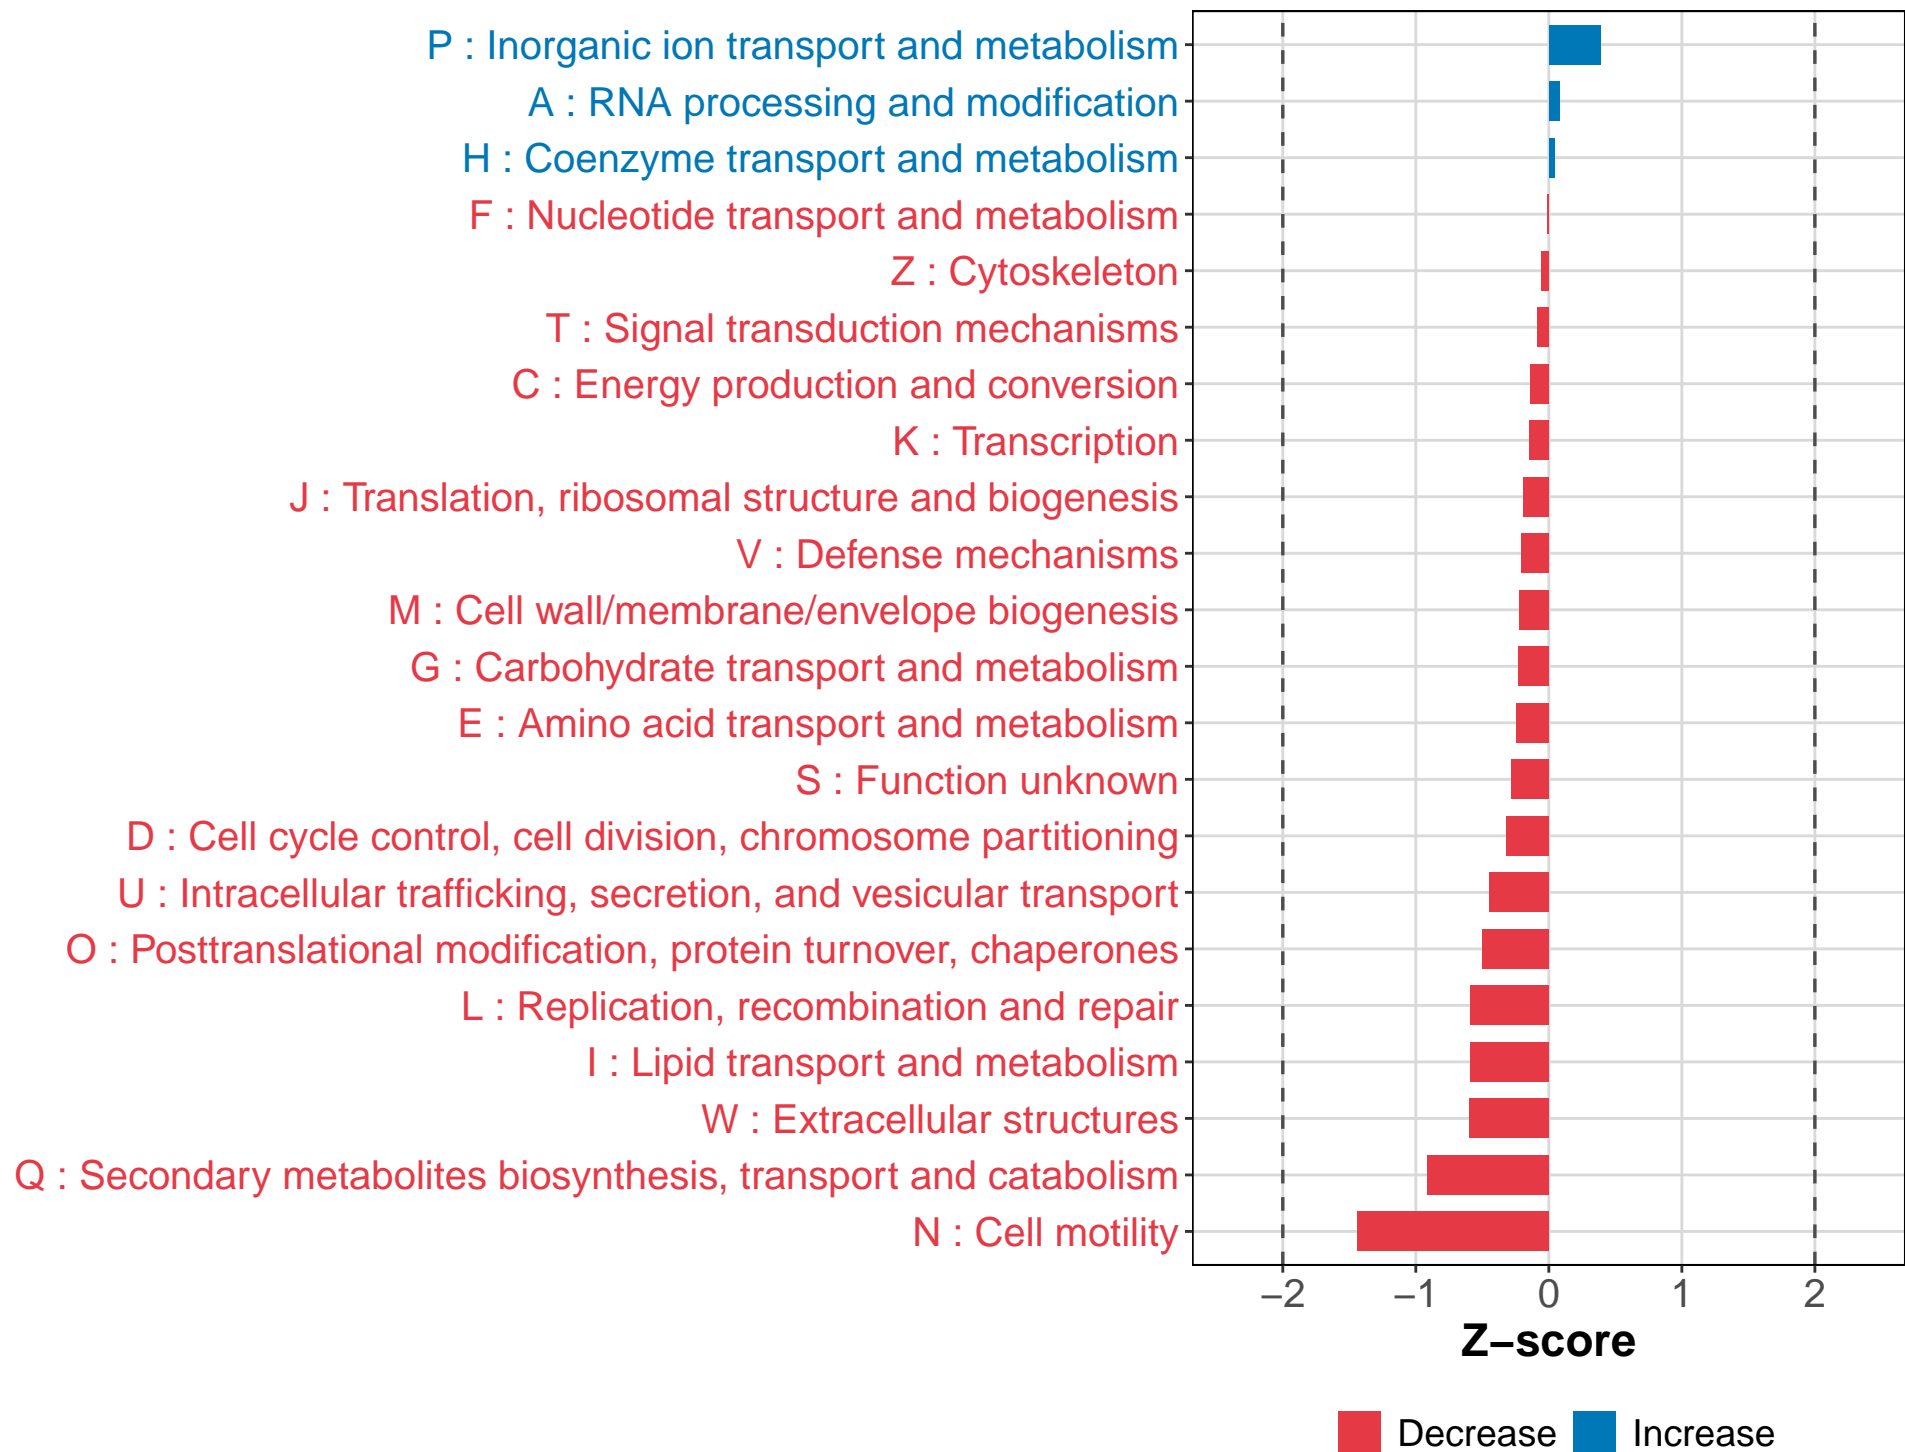 P : Inorganic ion transport and metabolism
A : RNA processing and modification
H : Coenzyme transport and metabolism
F : Nucleotide transport and metabolism
Z : Cytoskeleton
T : Signal transduction mechanisms
C : Energy production and conversion
K : Transcription
J : Translation, ribosomal structure and biogenesis
V : Defense mechanisms
M : Cell wall/membrane/envelope biogenesis
G : Carbohydrate transport and metabolism
E : Amino acid transport and metabolism
S : Function unknown
D : Cell cycle control, cell division, chromosome partitioning
U : Intracellular trafficking, secretion, and vesicular transport
O : Posttranslational modification, protein turnover, chaperones
L : Replication, recombination and repair
I : Lipid transport and metabolism
W : Extracellular structures
Q : Secondary metabolites biosynthesis, transport and catabolism
N : Cell motility
−2 −1 0 1 2
Z−score
Decrease Increase